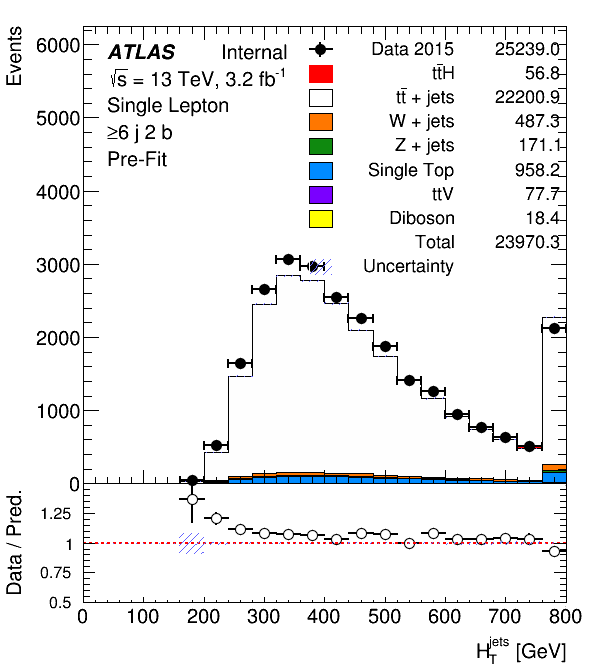 Events
6000
5000
4000
3000
2000
1000
0
ATLAS Internal
√s = 13 TeV, 3.2 fb⁻¹
Single Lepton
≥6 j 2 b
Pre-Fit
Data 2015 25239.0
tt̄H 56.8
tt̄ + jets 22200.9
W + jets 487.3
Z + jets 171.1
Single Top 958.2
ttV 77.7
Diboson 18.4
Total 23970.3
Uncertainty
Data / Pred.
1.25
1
0.75
0.5
0 100 200 300 400 500 600 700 800
H_T^jets [GeV]